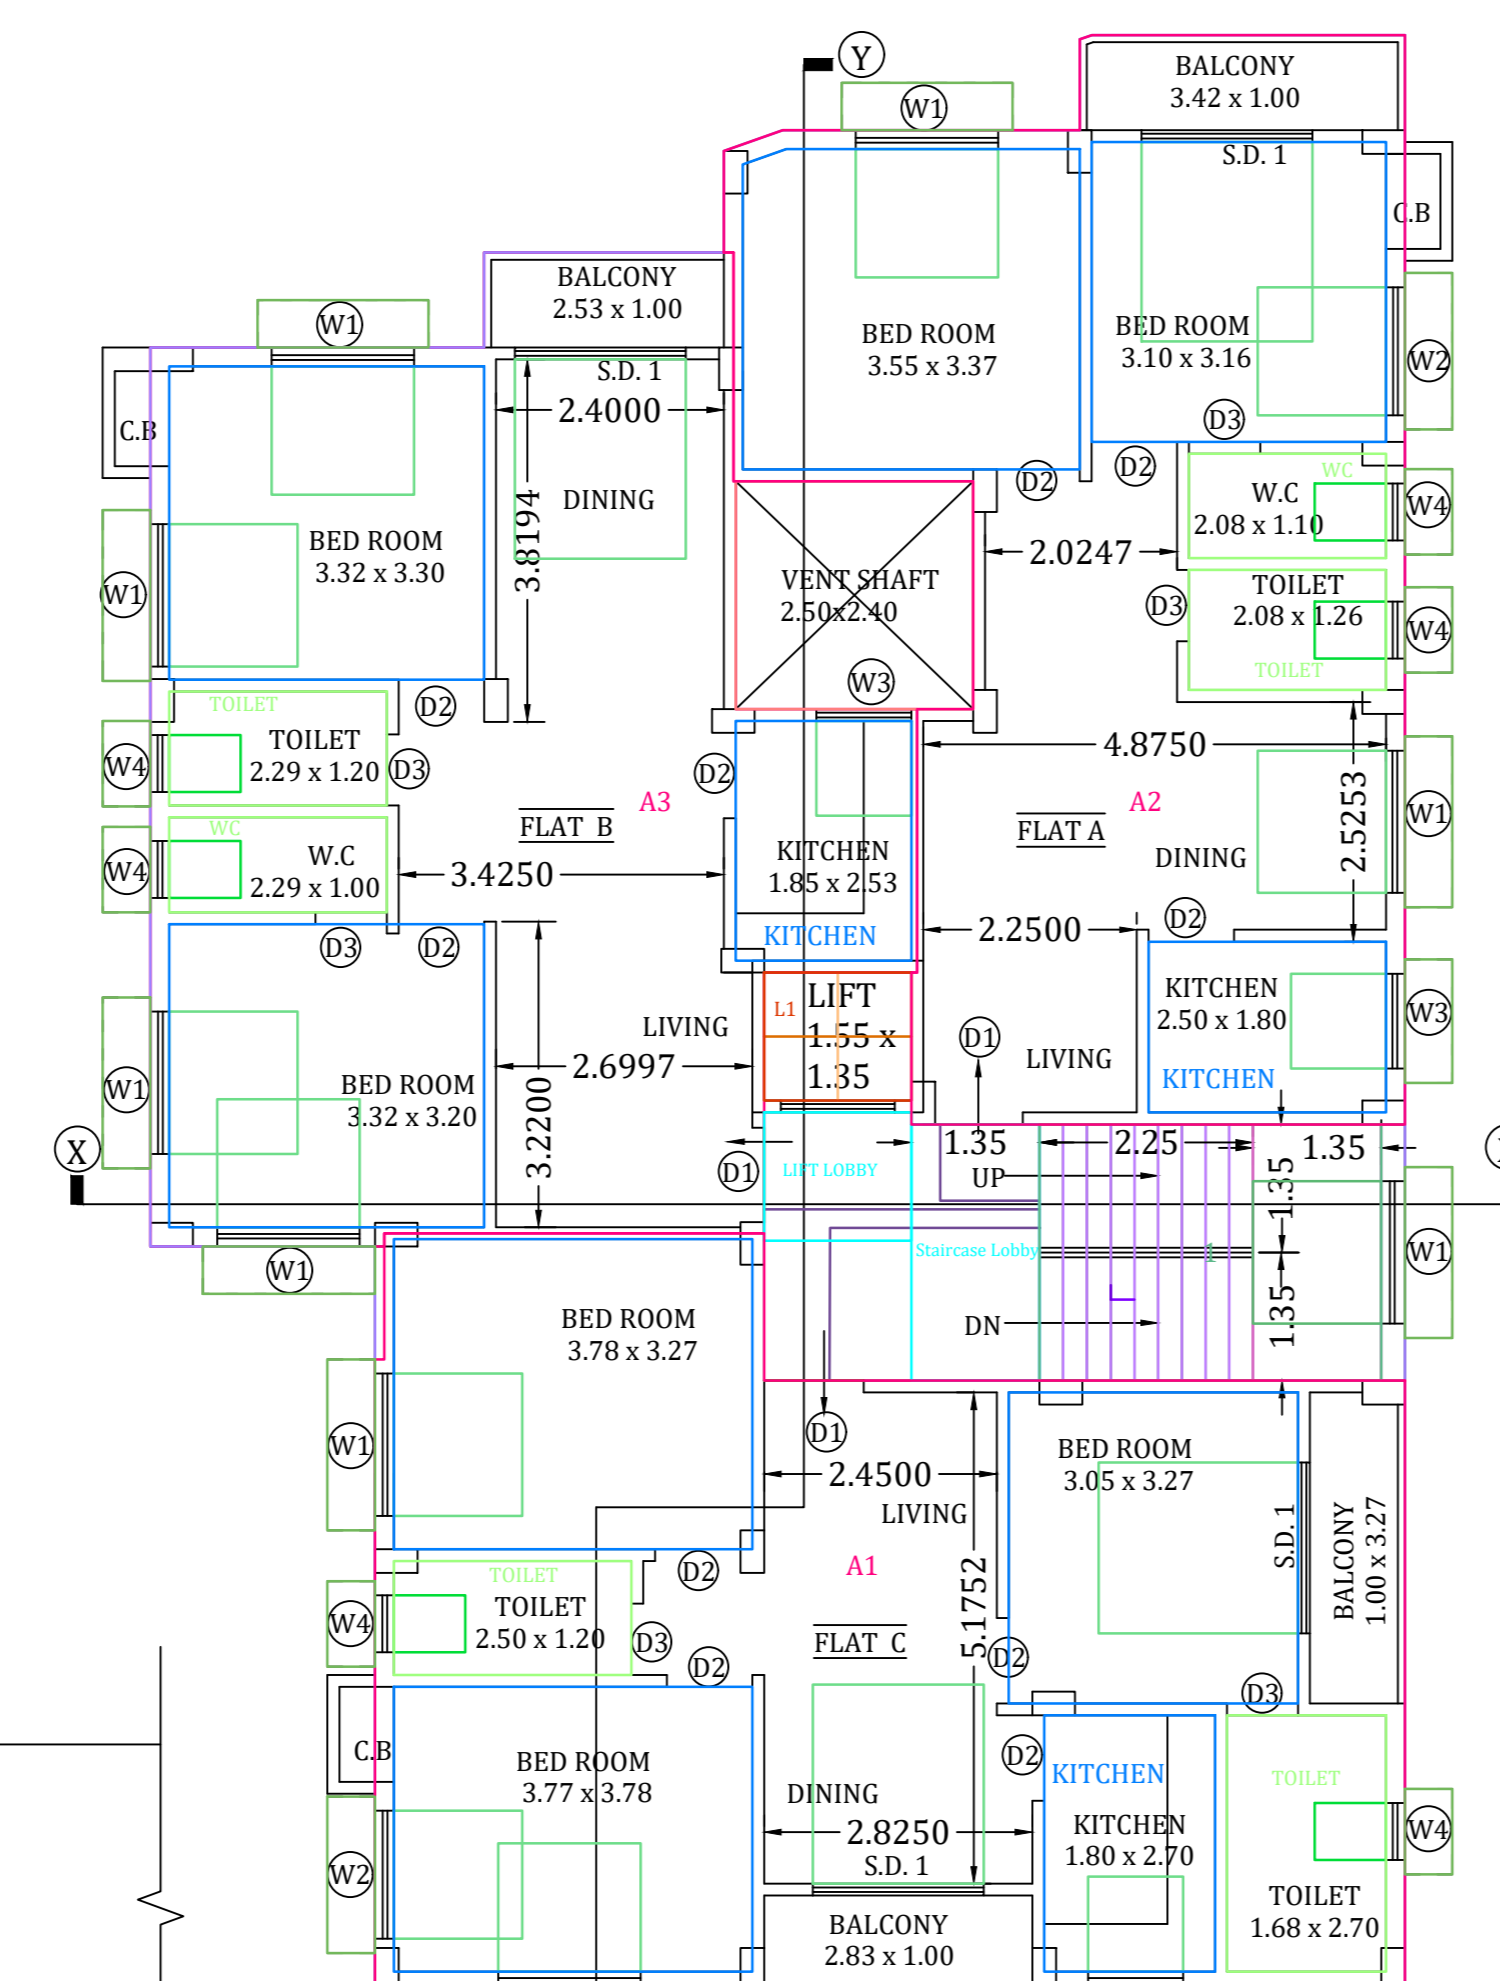 Y
BALCONY
3.42 x 1.00
W1
S.D. 1
C.B
BALCONY
2.53 x 1.00
W1
BED ROOM
3.55 x 3.37
BED ROOM
3.10 x 3.16
W2
S.D. 1
2.4000
C.B
D3
D2
D2
WC
W.C
2.08 x 1.10
W4
DINING
3.8194
BED ROOM
3.32 x 3.30
2.0247
VENT SHAFT
2.50x2.40
W1
D3
TOILET
2.08 x 1.26
W4
TOILET
W3
TOILET
D2
TOILET
2.29 x 1.20
W4
D3
D2
4.8750
A3
FLAT B
A2
FLAT A
2.5253
W1
WC
W.C
2.29 x 1.00
W4
3.4250
KITCHEN
1.85 x 2.53
KITCHEN
DINING
D2
2.2500
D3
D2
LIVING
L1
LIFT
1.55 x
1.35
D1
LIVING
KITCHEN
2.50 x 1.80
KITCHEN
W3
2.6997
W1
BED ROOM
3.32 x 3.20
3.2200
X
D1
LIFT LOBBY
1.35
2.25
1.35
UP
1.35
Staircase Lobby
1
W1
W1
DN
1.35
BED ROOM
3.78 x 3.27
D1
W1
2.4500
LIVING
BED ROOM
3.05 x 3.27
S.D. 1
BALCONY
1.00 x 3.27
A1
FLAT C
5.1752
D2
TOILET
TOILET
2.50 x 1.20
W4
D3
D2
D2
D3
C.B
BED ROOM
3.77 x 3.78
D2
KITCHEN
KITCHEN
1.80 x 2.70
TOILET
W4
DINING
2.8250
S.D. 1
W2
TOILET
1.68 x 2.70
BALCONY
2.83 x 1.00